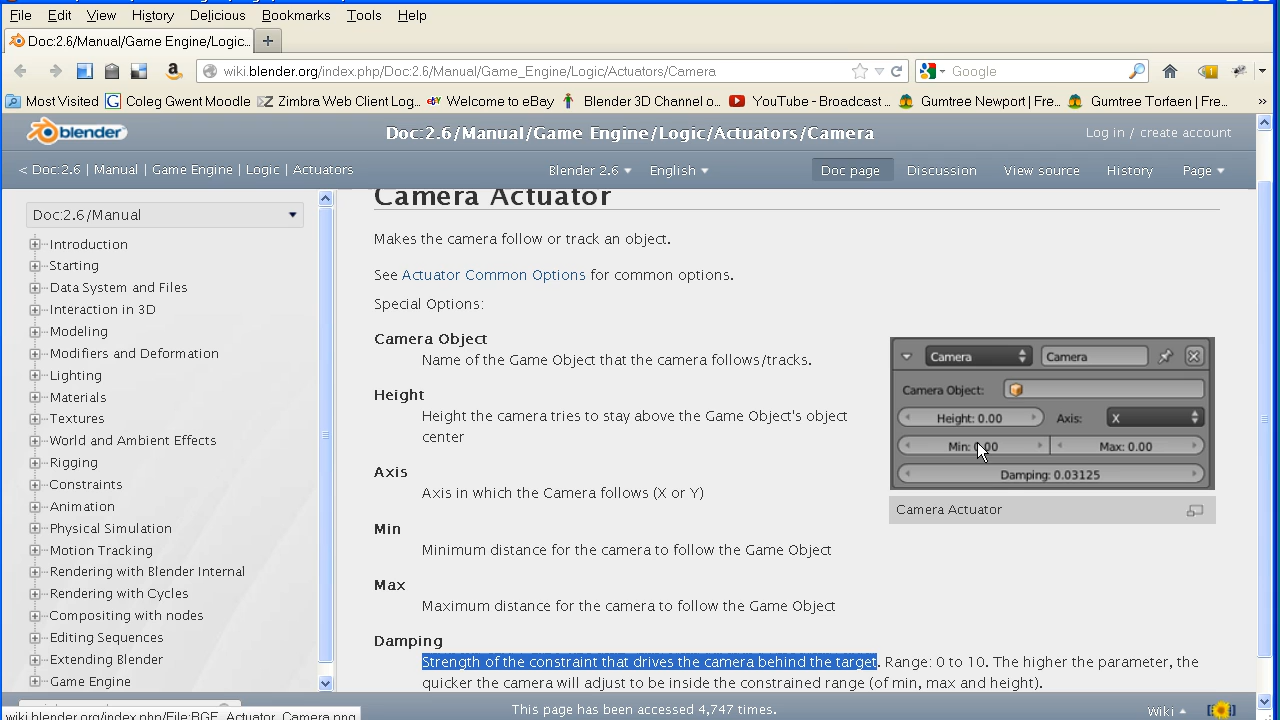 File Edit View History Delicious Bookmarks Tools Help
Doc:2.6/Manual/Game Engine/Logic...
wiki.blender.org/index.php/Doc:2.6/Manual/Game_Engine/Logic/Actuators/Camera
Google
Most Visited Coleg Gwent Moodle Zimbra Web Client Log... Welcome to eBay Blender 3D Channel o... YouTube - Broadcast ... Gumtree Newport | Fre... Gumtree Torfaen | Fre... »
blender Doc:2.6/Manual/Game Engine/Logic/Actuators/Camera Log in / create account
< Doc:2.6 | Manual | Game Engine | Logic | Actuators Blender 2.6 English Doc page Discussion View source History Page
Doc:2.6/Manual
Introduction
Starting
Data System and Files
Interaction in 3D
Modeling
Modifiers and Deformation
Lighting
Materials
Textures
World and Ambient Effects
Rigging
Constraints
Animation
Physical Simulation
Motion Tracking
Rendering with Blender Internal
Rendering with Cycles
Compositing with nodes
Editing Sequences
Extending Blender
Game Engine
Camera Actuator
Makes the camera follow or track an object.
See Actuator Common Options for common options.
Special Options:
Camera Object
Name of the Game Object that the camera follows/tracks.
Height
Height the camera tries to stay above the Game Object's object
center
Axis
Axis in which the Camera follows (X or Y)
Min
Minimum distance for the camera to follow the Game Object
Max
Maximum distance for the camera to follow the Game Object
Damping
Strength of the constraint that drives the camera behind the target. Range: 0 to 10. The higher the parameter, the
quicker the camera will adjust to be inside the constrained range (of min, max and height).
Camera Camera
Camera Object:
Height: 0.00 Axis: X
Min: 0.00 Max: 0.00
Damping: 0.03125
Camera Actuator
This page has been accessed 4,747 times.
Wiki
wiki.blender.org/index.php/File:BGE_Actuator_Camera.png